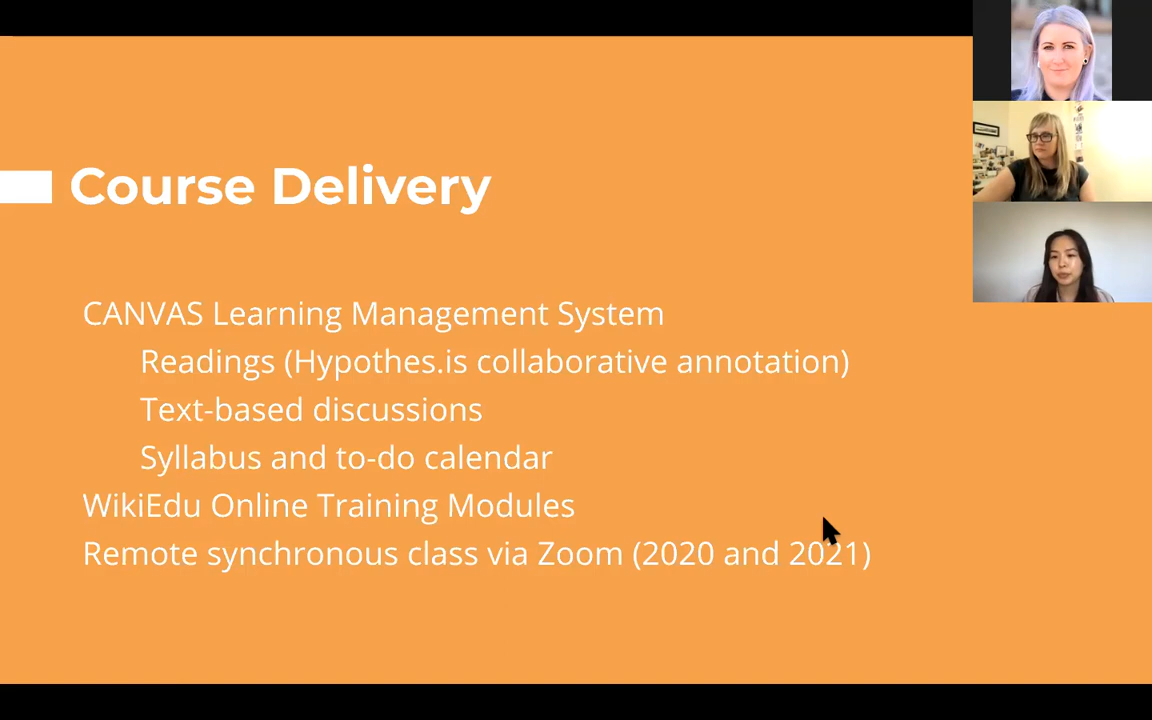 Course Delivery
CANVAS Learning Management System
Readings (Hypothes.is collaborative annotation)
Text-based discussions
Syllabus and to-do calendar
WikiEdu Online Training Modules
Remote synchronous class via Zoom (2020 and 2021)